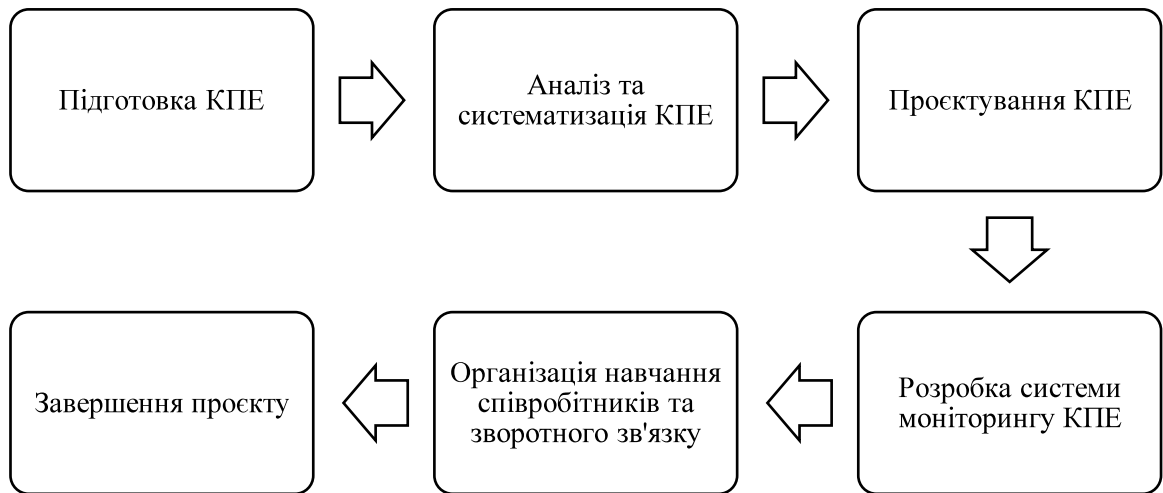 Підготовка КПЕ
Аналіз та
систематизація КПЕ
Проєктування КПЕ
Розробка системи
моніторингу КПЕ
Організація навчання
співробітників та
зворотного зв'язку
Завершення проєкту